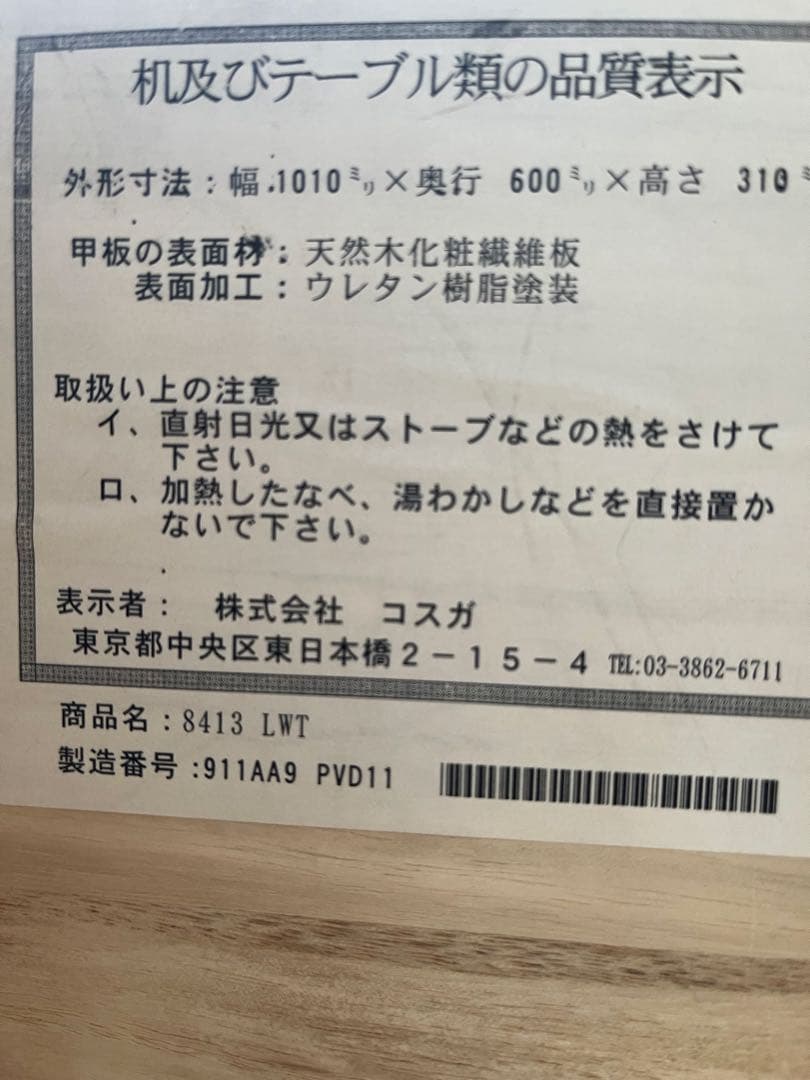 机及びテーブル類の品質表示
外形寸法:幅.1010㍉×奥行 600㍉×高さ 310㍉
甲板の表面材:天然木化粧繊維板
表面加工:ウレタン樹脂塗装
取扱い上の注意
イ、直射日光又はストーブなどの熱をさけて
下さい。
ロ、加熱したなべ、湯わかしなどを直接置か
ないで下さい。
表示者: 株式会社 コスガ
東京都中央区東日本橋2-15-4 TEL:03-3862-6711
商品名:8413 LWT
製造番号:911AA9 PVD11